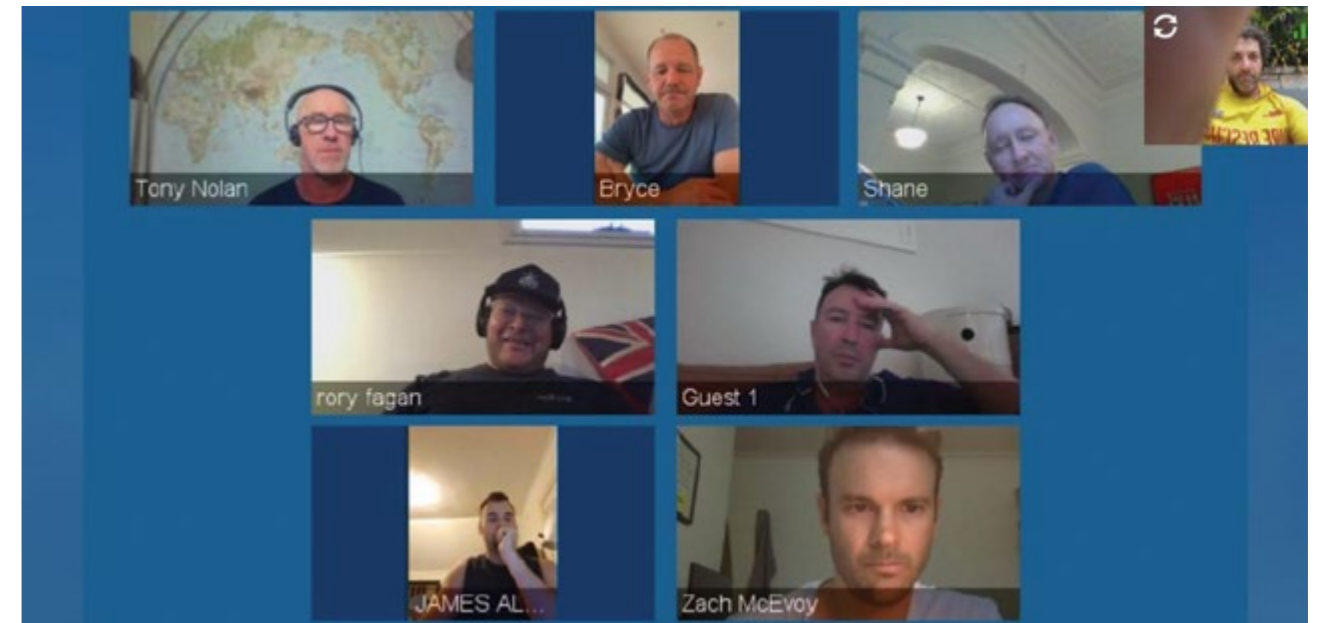 Tony Nolan
Bryce
Shane
rory fagan
Guest 1
JAMES AL...
Zach McEvoy